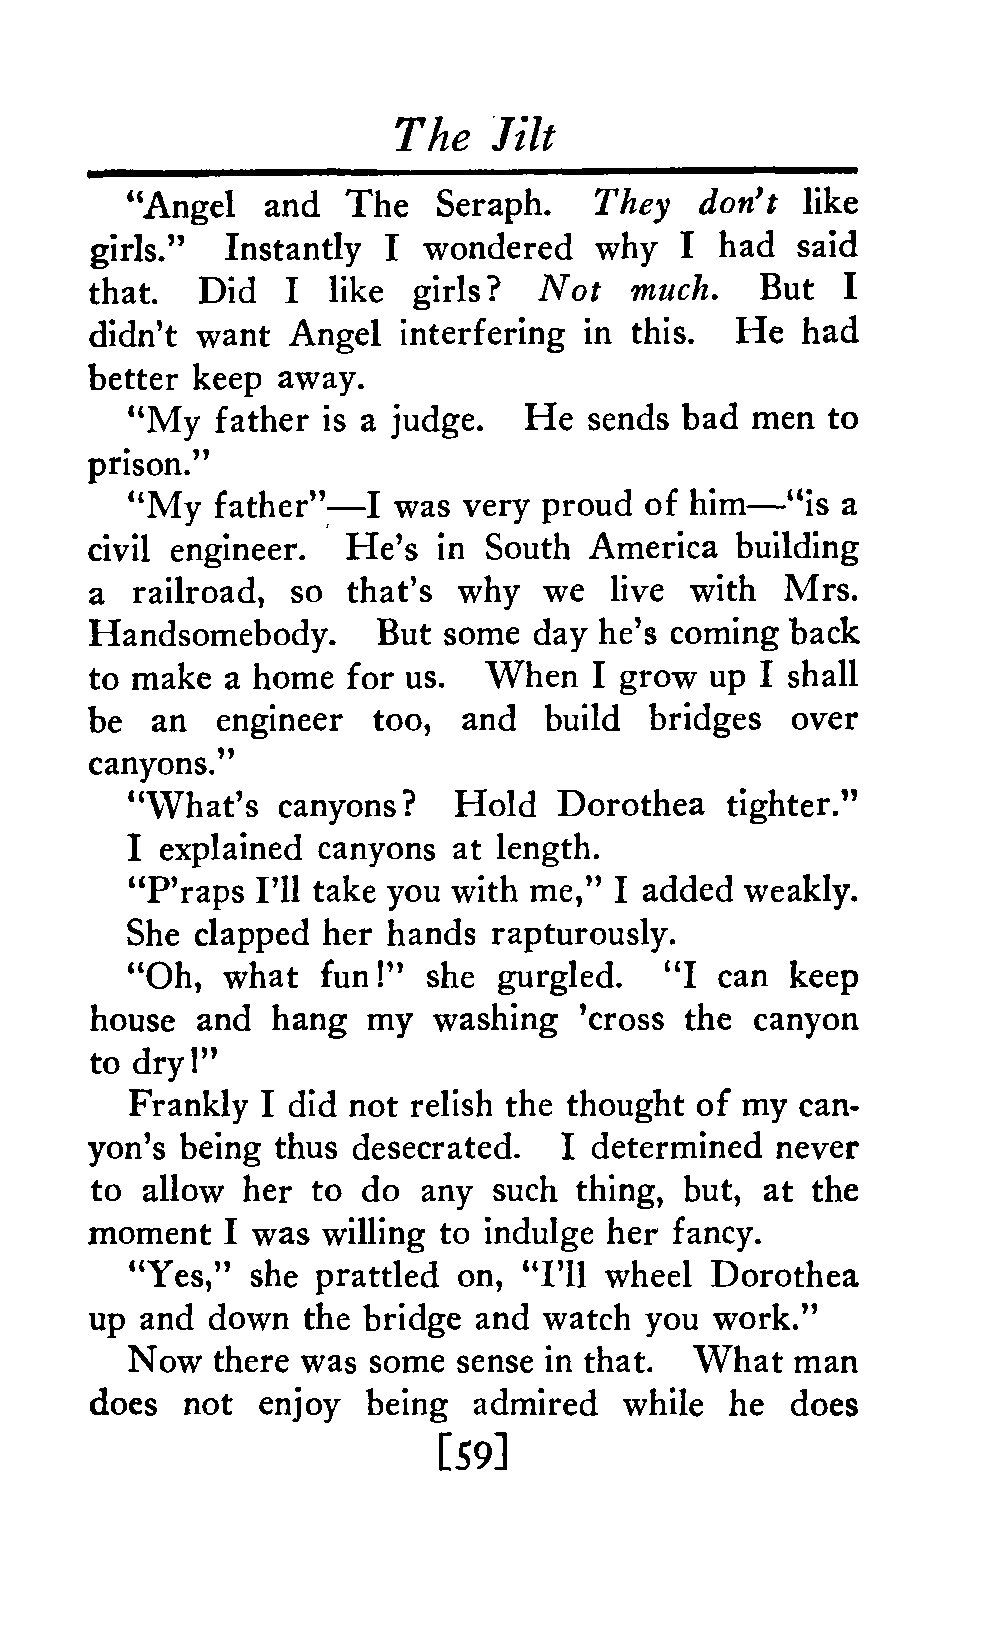 The Jilt
"Angel and The Seraph. They don't like
girls." Instantly I wondered why I had said
that. Did I like girls? Not much. But I
didn't want Angel interfering in this. He had
better keep away.
"My father is a judge. He sends bad men to
prison."
"My father"—I was very proud of him—"is a
civil engineer. He's in South America building
a railroad, so that's why we live with Mrs.
Handsomebody. But some day he's coming back
to make a home for us. When I grow up I shall
be an engineer too, and build bridges over
canyons."
"What's canyons? Hold Dorothea tighter."
I explained canyons at length.
"P'raps I'll take you with me," I added weakly.
She clapped her hands rapturously.
"Oh, what fun!" she gurgled. "I can keep
house and hang my washing 'cross the canyon
to dry!"
Frankly I did not relish the thought of my can-
yon's being thus desecrated. I determined never
to allow her to do any such thing, but, at the
moment I was willing to indulge her fancy.
"Yes," she prattled on, "I'll wheel Dorothea
up and down the bridge and watch you work."
Now there was some sense in that. What man
does not enjoy being admired while he does
[59]